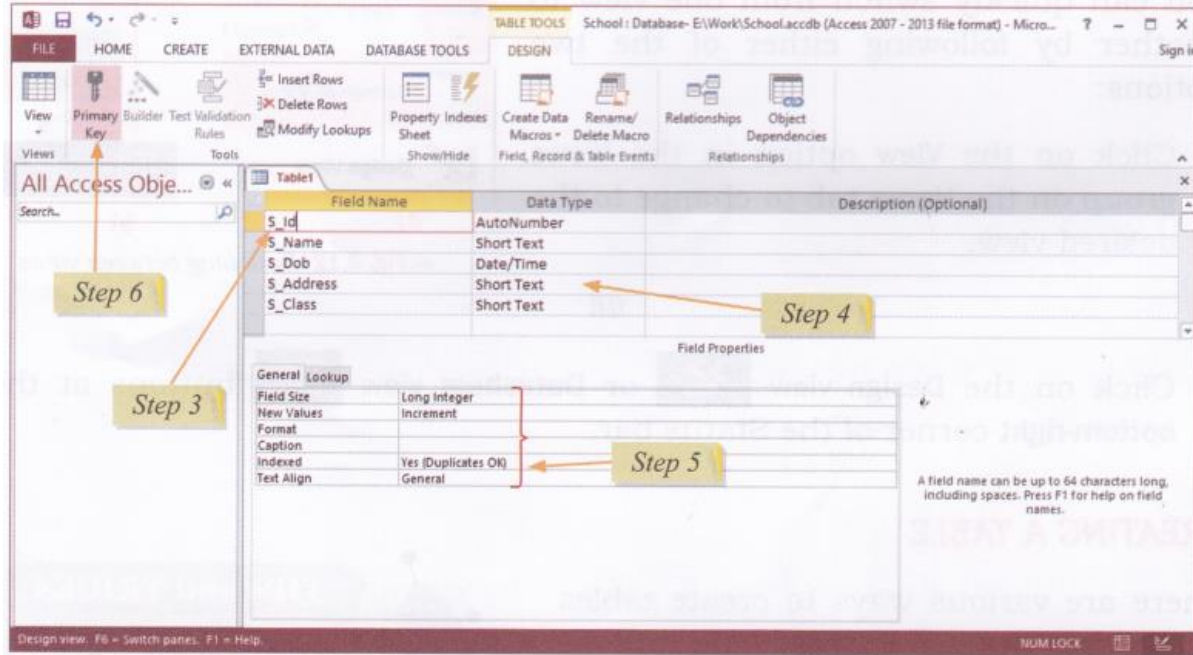 TABLE TOOLS School : Database- E:\Work\School.accdb (Access 2007 - 2013 file format) - Micro... ?
FILE HOME CREATE EXTERNAL DATA DATABASE TOOLS DESIGN Sign in
View
Views
Primary Key
Builder
Test Validation Rules
Insert Rows
Delete Rows
Modify Lookups
Tools
Property Sheet
Indexes
Show/Hide
Create Data Macros
Rename/ Delete Macro
Field, Record & Table Events
Relationships
Object Dependencies
Relationships
All Access Obje...
Search...
Table1
Field Name Data Type Description (Optional)
S_Id AutoNumber
S_Name Short Text
S_Dob Date/Time
S_Address Short Text
S_Class Short Text
Step 6
Step 4
Step 3
Step 5
Field Properties
General Lookup
Field Size Long Integer
New Values Increment
Format
Caption
Indexed Yes (Duplicates OK)
Text Align General
A field name can be up to 64 characters long,
including spaces. Press F1 for help on field
names.
Design view. F6 = Switch panes. F1 = Help.
NUM LOCK